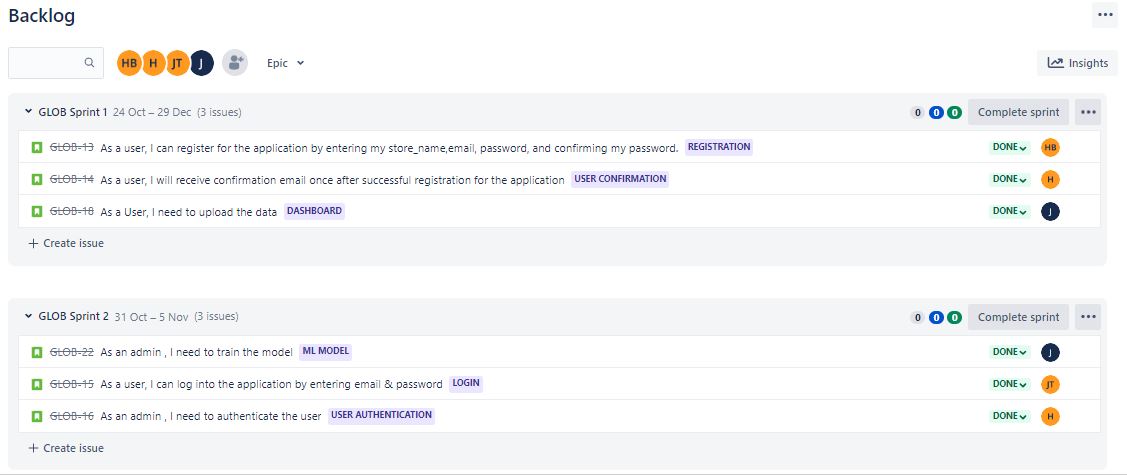 Backlog
HB H JT J Epic Insights
GLOB Sprint 1 24 Oct – 29 Dec (3 issues) 0 0 0 Complete sprint
GLOB-13 As a user, I can register for the application by entering my store_name,email, password, and confirming my password. REGISTRATION DONE HB
GLOB-14 As a user, I will receive confirmation email once after successful registration for the application USER CONFIRMATION DONE H
GLOB-18 As a User, I need to upload the data DASHBOARD DONE J
+ Create issue
GLOB Sprint 2 31 Oct – 5 Nov (3 issues) 0 0 0 Complete sprint
GLOB-22 As an admin , I need to train the model ML MODEL DONE J
GLOB-15 As a user, I can log into the application by entering email & password LOGIN DONE JT
GLOB-16 As an admin , I need to authenticate the user USER AUTHENTICATION DONE H
+ Create issue